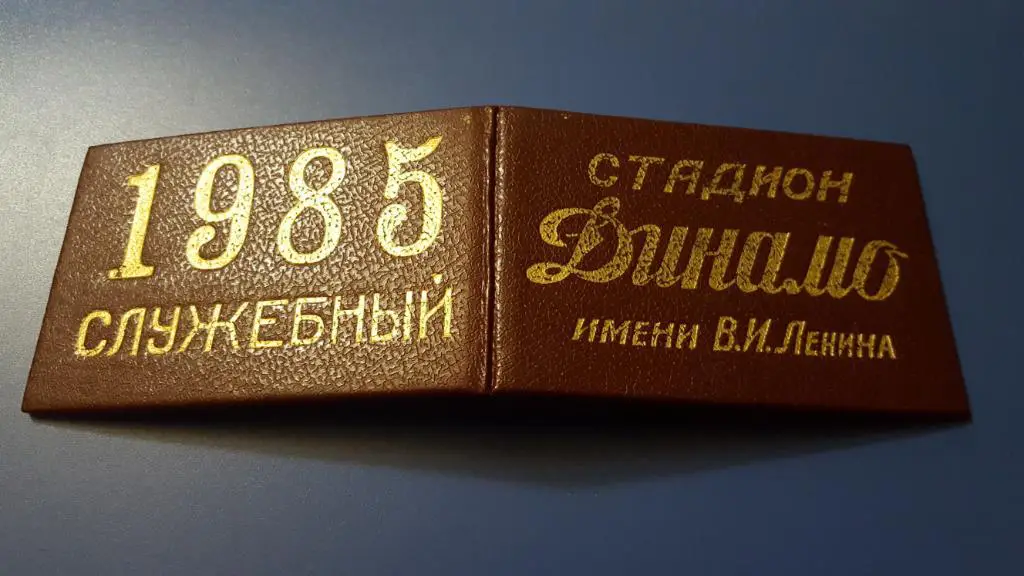 1985
СЛУЖЕБНЫЙ
СТАДИОН
Динамо
ИМЕНИ В.И.ЛЕНИНА